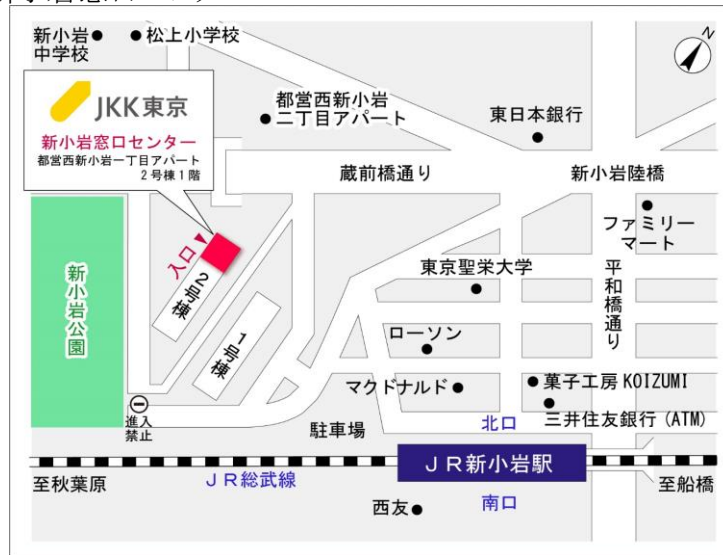 新小岩
中学校
松上小学校
N
JKK東京
新小岩窓口センター
都営西新小岩一丁目アパート
2号棟1階
都営西新小岩
二丁目アパート
東日本銀行
蔵前橋通り
新小岩陸橋
ファミリー
マート
入口
2号棟
新小岩公園
東京聖栄大学
平和橋通り
1号棟
ローソン
マクドナルド
菓子工房 KOIZUMI
進入
禁止
駐車場
北口
三井住友銀行 (ATM)
JR新小岩駅
至秋葉原
JR総武線
至船橋
西友
南口